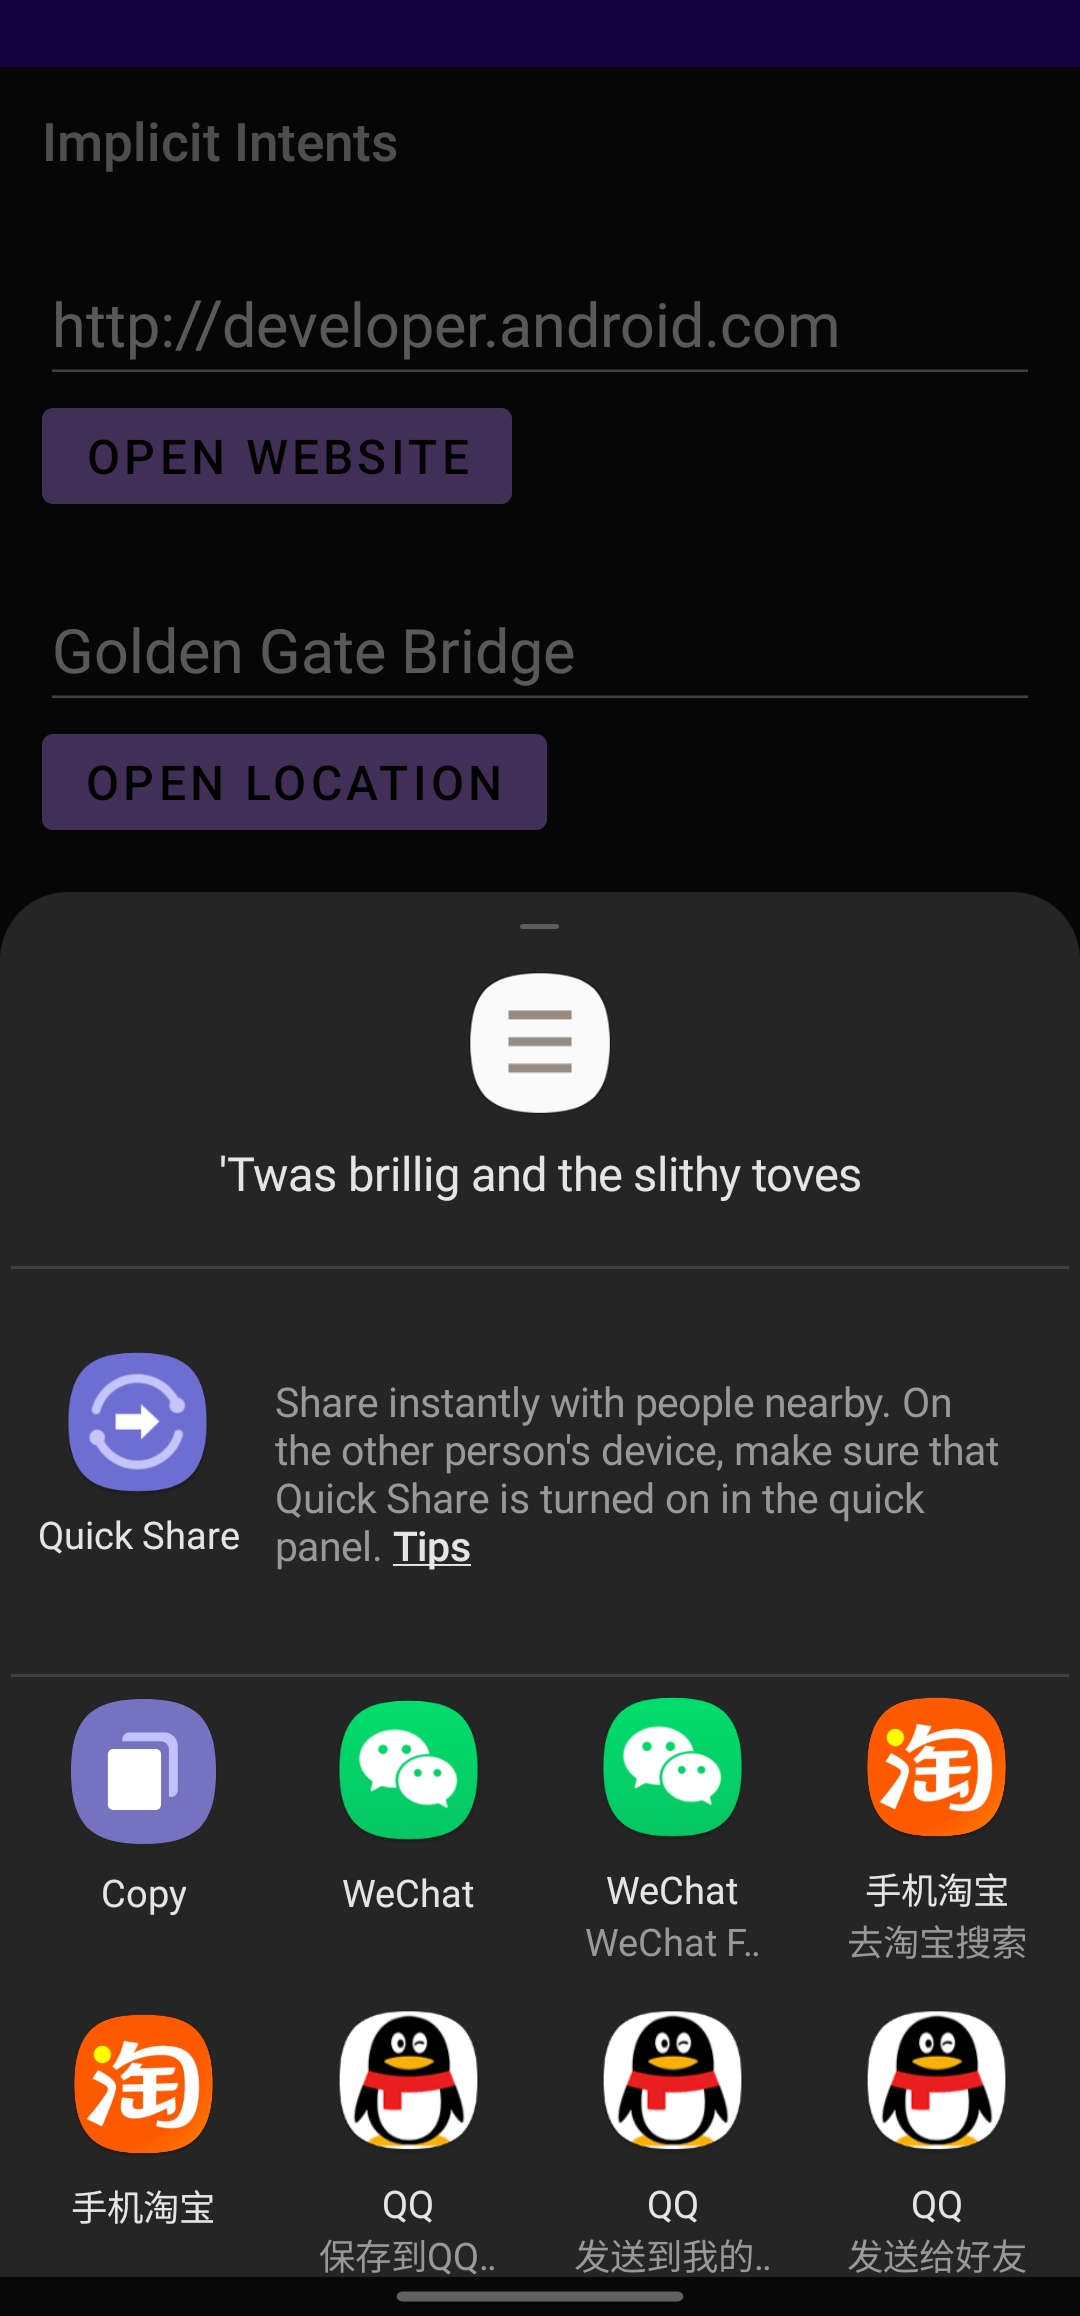 Implicit Intents
http://developer.android.com
OPEN WEBSITE
Golden Gate Bridge
OPEN LOCATION
'Twas brillig and the slithy toves
Share instantly with people nearby. On
the other person's device, make sure that
Quick Share is turned on in the quick
panel. Tips
Quick Share
Copy
WeChat
WeChat
WeChat F..
淘
手机淘宝
去淘宝搜索
淘
手机淘宝
QQ
保存到QQ..
QQ
发送到我的..
QQ
发送给好友